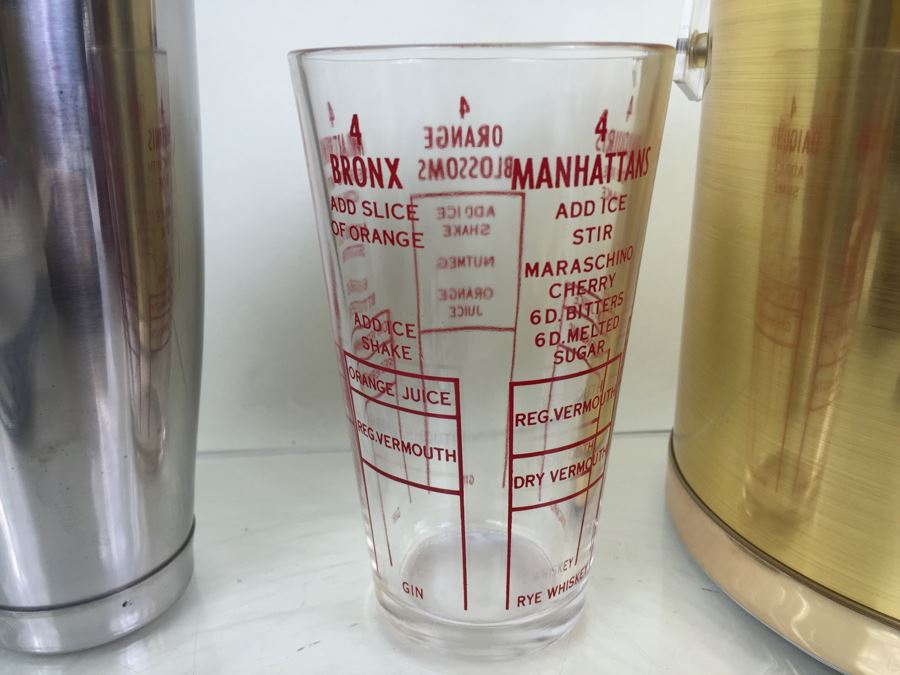 4
BRONX
ADD SLICE
OF ORANGE
ADD ICE
SHAKE
ORANGE JUICE
REG.VERMOUTH
GIN
4
ORANGE
BLOSSOMS
ADD ICE
SHAKE
NUTMEG
ORANGE
JUICE
GIN
4
MANHATTANS
ADD ICE
STIR
MARASCHINO
CHERRY
6 D.BITTERS
6 D.MELTED
SUGAR
REG.VERMOUTH
DRY VERMOUTH
RYE WHISKEY